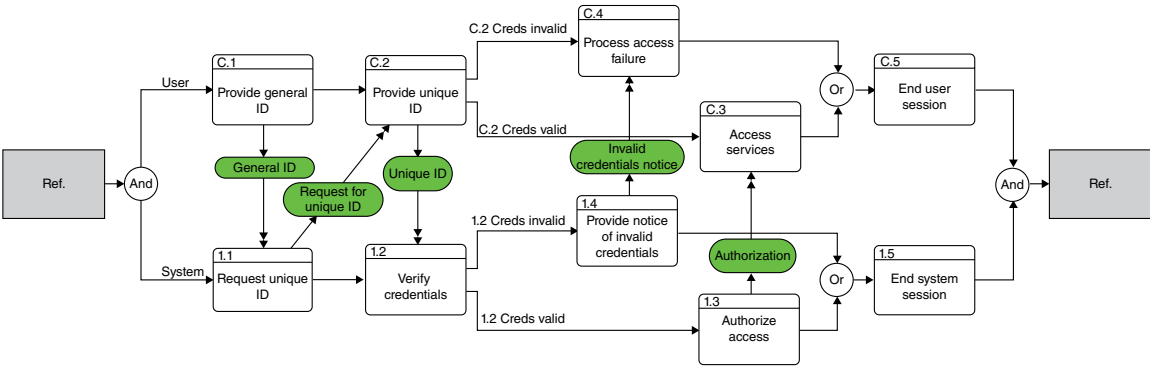 Ref.
And
User
System
C.1
Provide general
ID
General ID
Request for
unique ID
1.1
Request unique
ID
C.2
Provide unique
ID
Unique ID
1.2
Verify
credentials
C.2 Creds invalid
C.2 Creds valid
1.2 Creds invalid
1.2 Creds valid
C.4
Process access
failure
Invalid
credentials notice
1.4
Provide notice
of invalid
credentials
C.3
Access
services
Authorization
1.3
Authorize
access
Or
Or
C.5
End user
session
1.5
End system
session
And
Ref.